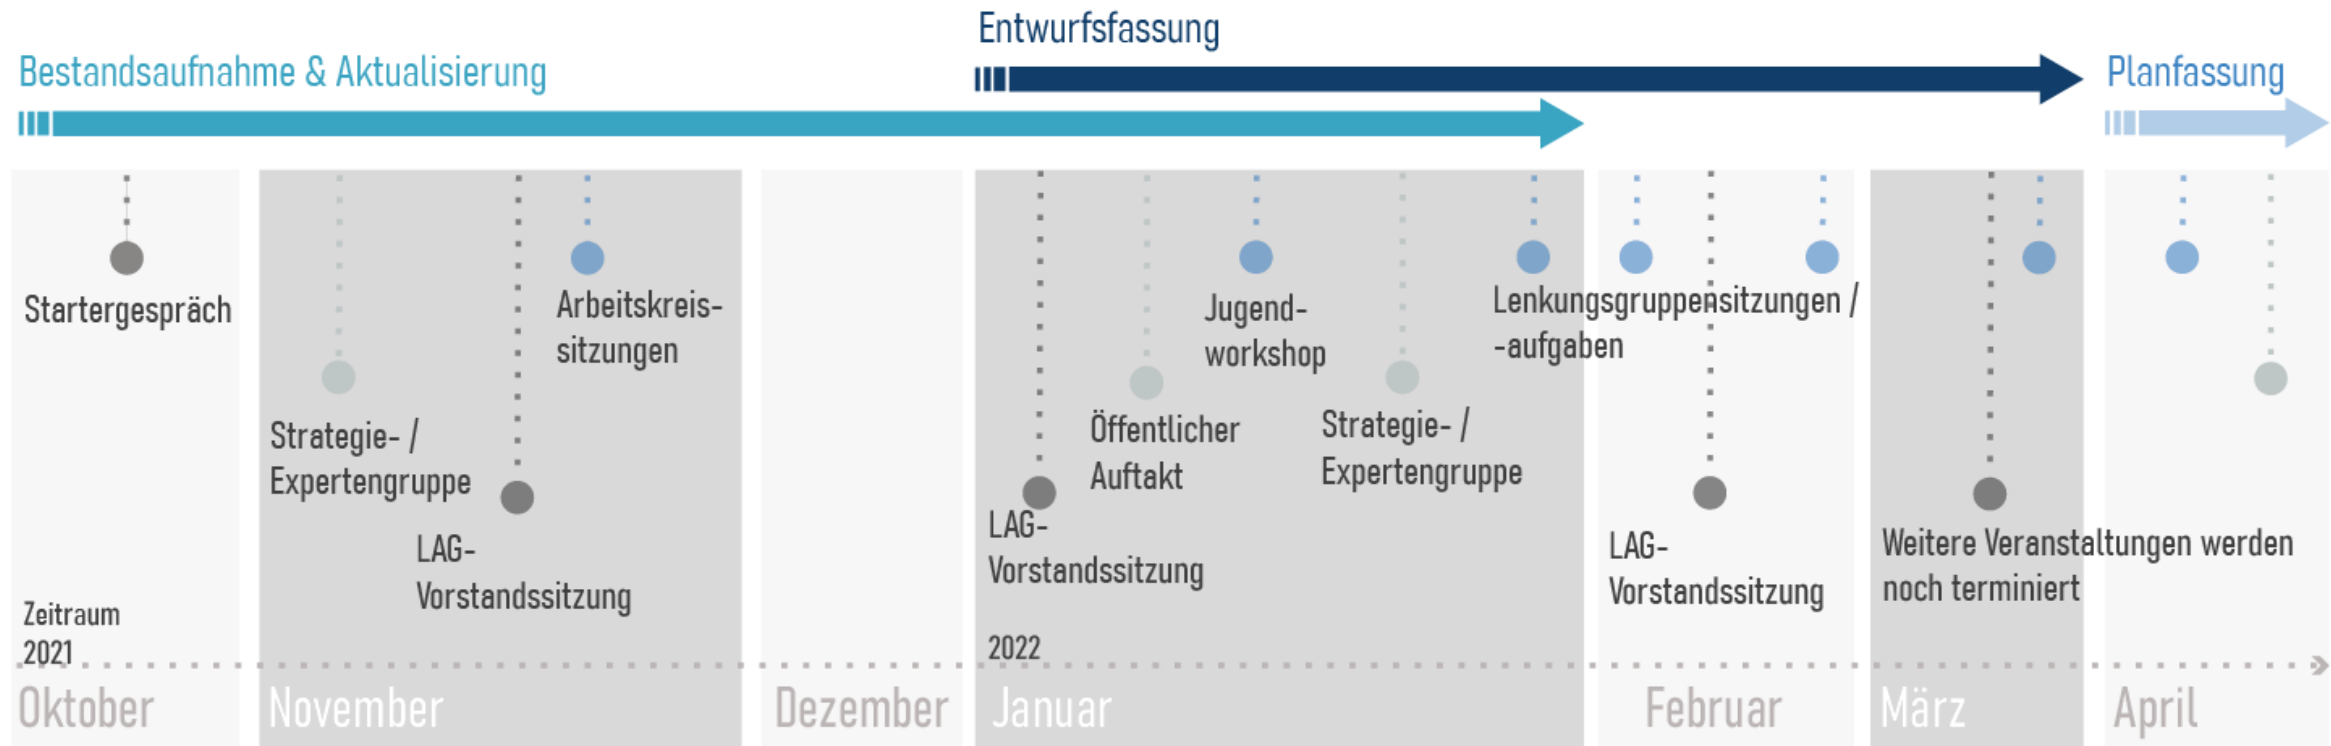 Entwurfsfassung
Bestandsaufnahme & Aktualisierung
Planfassung
Startergespräch
Strategie- /
Expertengruppe
LAG-
Vorstandssitzung
Arbeitskreis-
sitzungen
LAG-
Vorstandssitzung
Öffentlicher
Auftakt
Jugend-
workshop
Strategie- /
Expertengruppe
Lenkungsgruppensitzungen /
-aufgaben
LAG-
Vorstandssitzung
Weitere Veranstaltungen werden
noch terminiert
Zeitraum
2021
2022
Oktober
November
Dezember
Januar
Februar
März
April